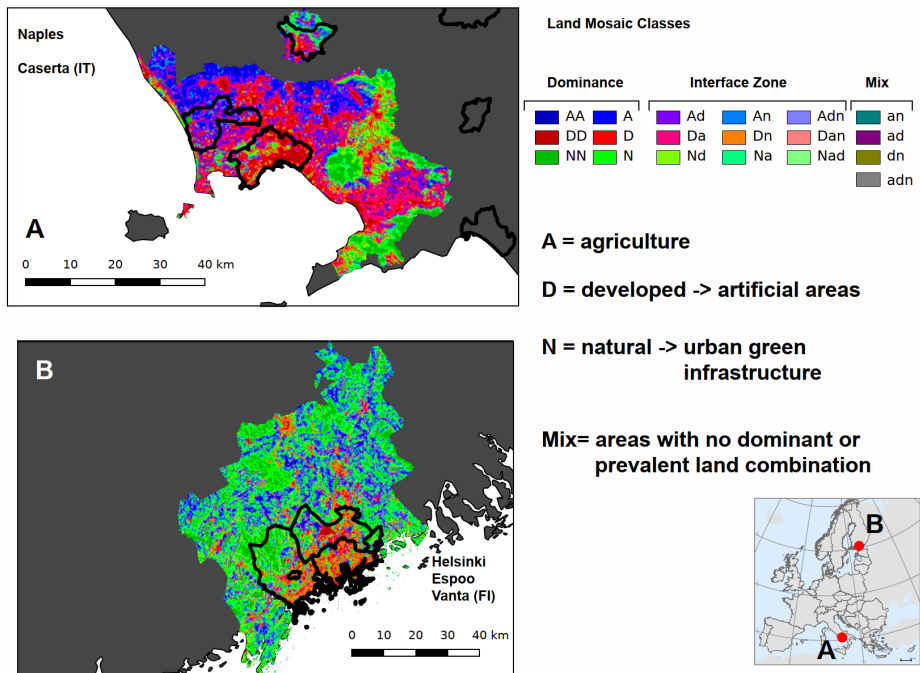 Naples
Caserta (IT)
A
0 10 20 30 40 km
Land Mosaic Classes
Dominance Interface Zone Mix
AA A Ad An Adn an
DD D Da Dn Dan ad
NN N Nd Na Nad dn
adn
A = agriculture
D = developed -> artificial areas
N = natural -> urban green
infrastructure
Mix= areas with no dominant or
prevalent land combination
B
Helsinki
Espoo
Vanta (FI)
0 10 20 30 40 km
B
A